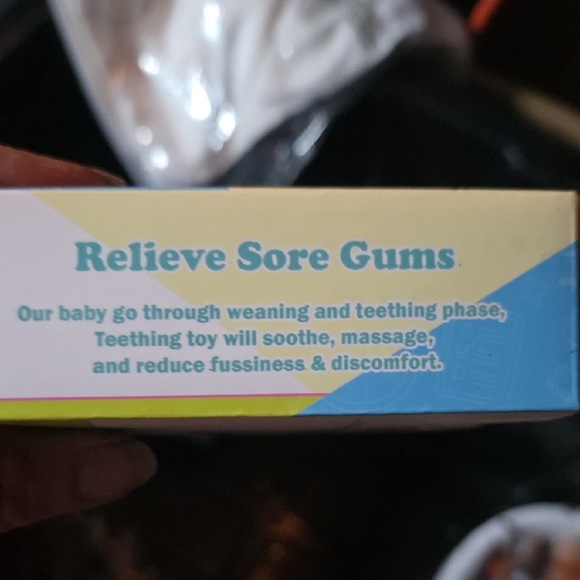 Relieve Sore Gums
Our baby go through weaning and teething phase,
Teething toy will soothe, massage,
and reduce fussiness & discomfort.